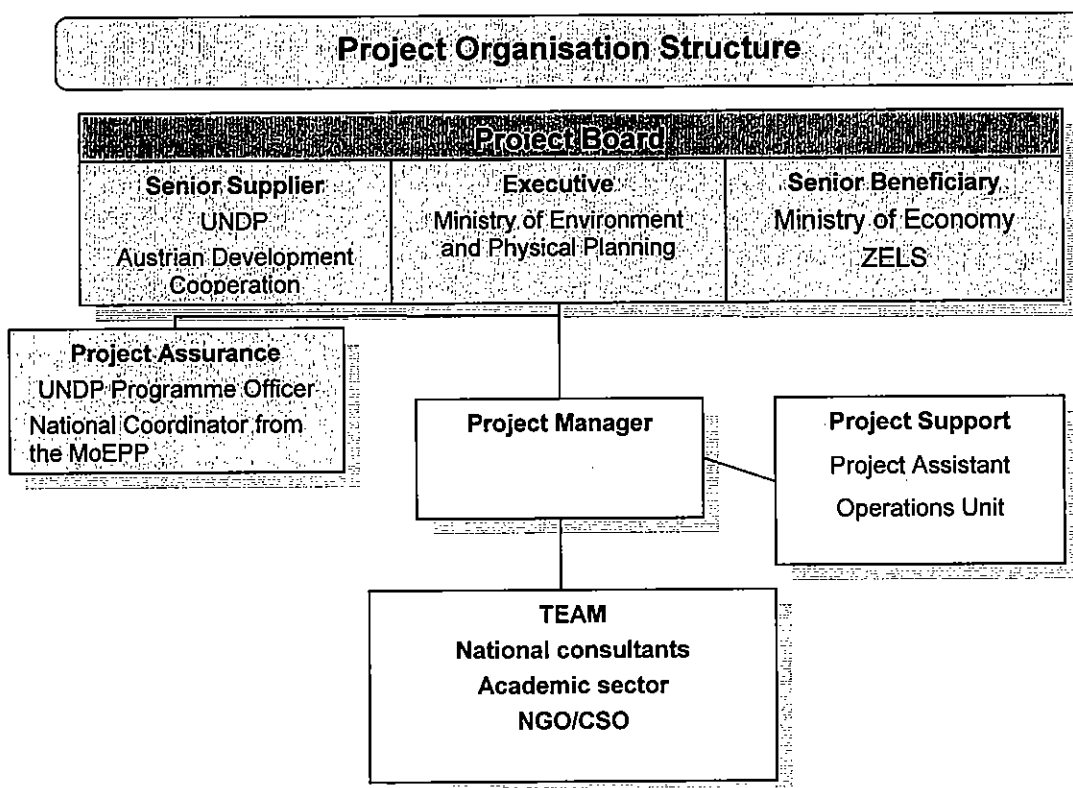 Project Organisation Structure
Project Board
Senior Supplier
UNDP
Austrian Development
Cooperation
Executive
Ministry of Environment
and Physical Planning
Senior Beneficiary
Ministry of Economy
ZELS
Project Assurance
UNDP Programme Officer
National Coordinator from
the MoEPP
Project Manager
Project Support
Project Assistant
Operations Unit
TEAM
National consultants
Academic sector
NGO/CSO